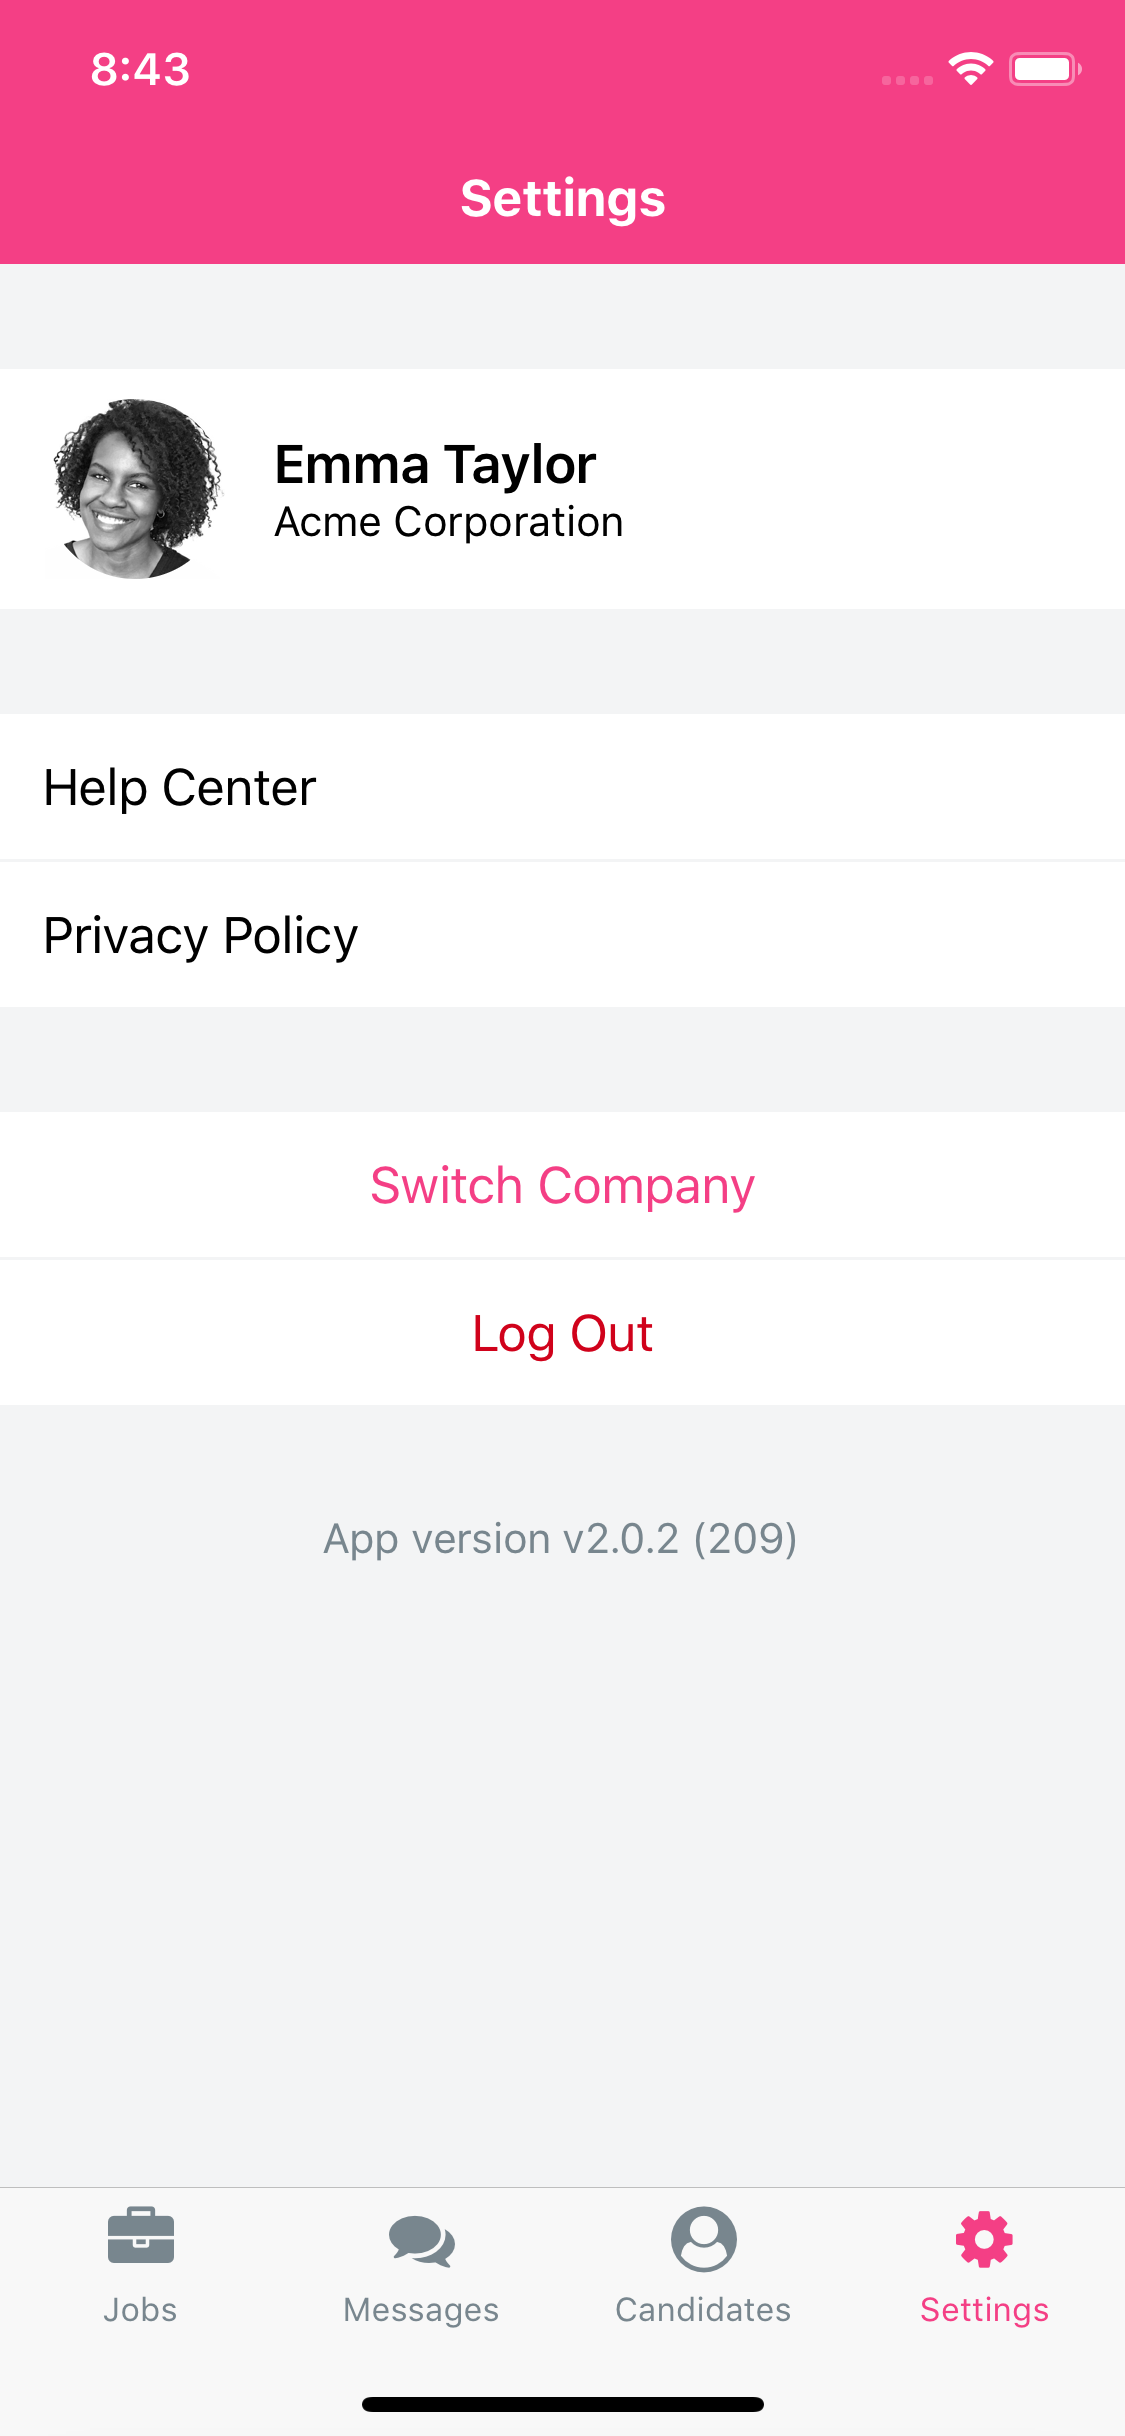 8:43
Settings
Emma Taylor
Acme Corporation
Help Center
Privacy Policy
Switch Company
Log Out
App version v2.0.2 (209)
Jobs
Messages
Candidates
Settings